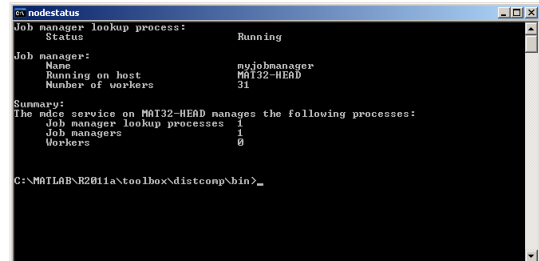 nodestatus
Job manager lookup process:
Status Running
Job manager:
Name myjobmanager
Running on host MAT32-HEAD
Number of workers 31
Summary:
The mdce service on MAT32-HEAD manages the following processes:
Job manager lookup processes 1
Job managers 1
Workers 0
C:\MATLAB\R2011a\toolbox\distcomp\bin>_